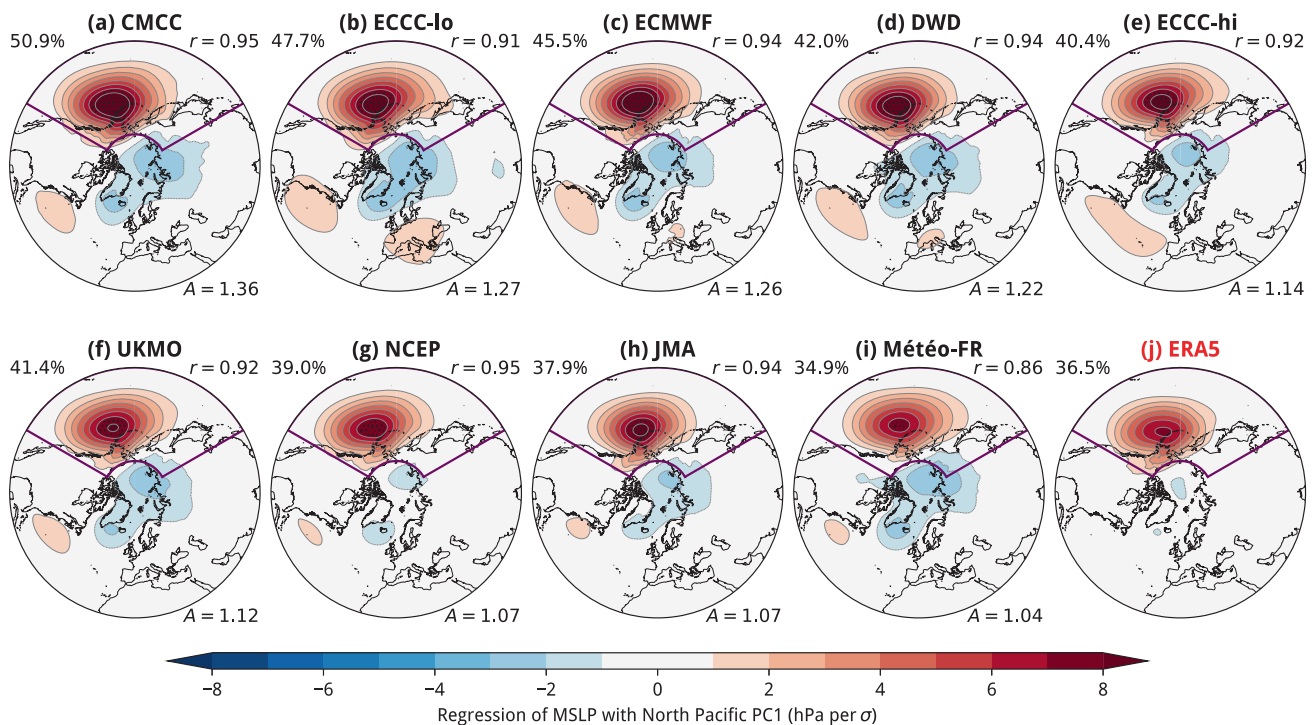 (a) CMCC
50.9%
r = 0.95
A = 1.36
(b) ECCC-lo
47.7%
r = 0.91
A = 1.27
(c) ECMWF
45.5%
r = 0.94
A = 1.26
(d) DWD
42.0%
r = 0.94
A = 1.22
(e) ECCC-hi
40.4%
r = 0.92
A = 1.14
(f) UKMO
41.4%
r = 0.92
A = 1.12
(g) NCEP
39.0%
r = 0.95
A = 1.07
(h) JMA
37.9%
r = 0.94
A = 1.07
(i) Météo-FR
34.9%
r = 0.86
A = 1.04
(j) ERA5
36.5%
−8 −6 −4 −2 0 2 4 6 8
Regression of MSLP with North Pacific PC1 (hPa per σ)